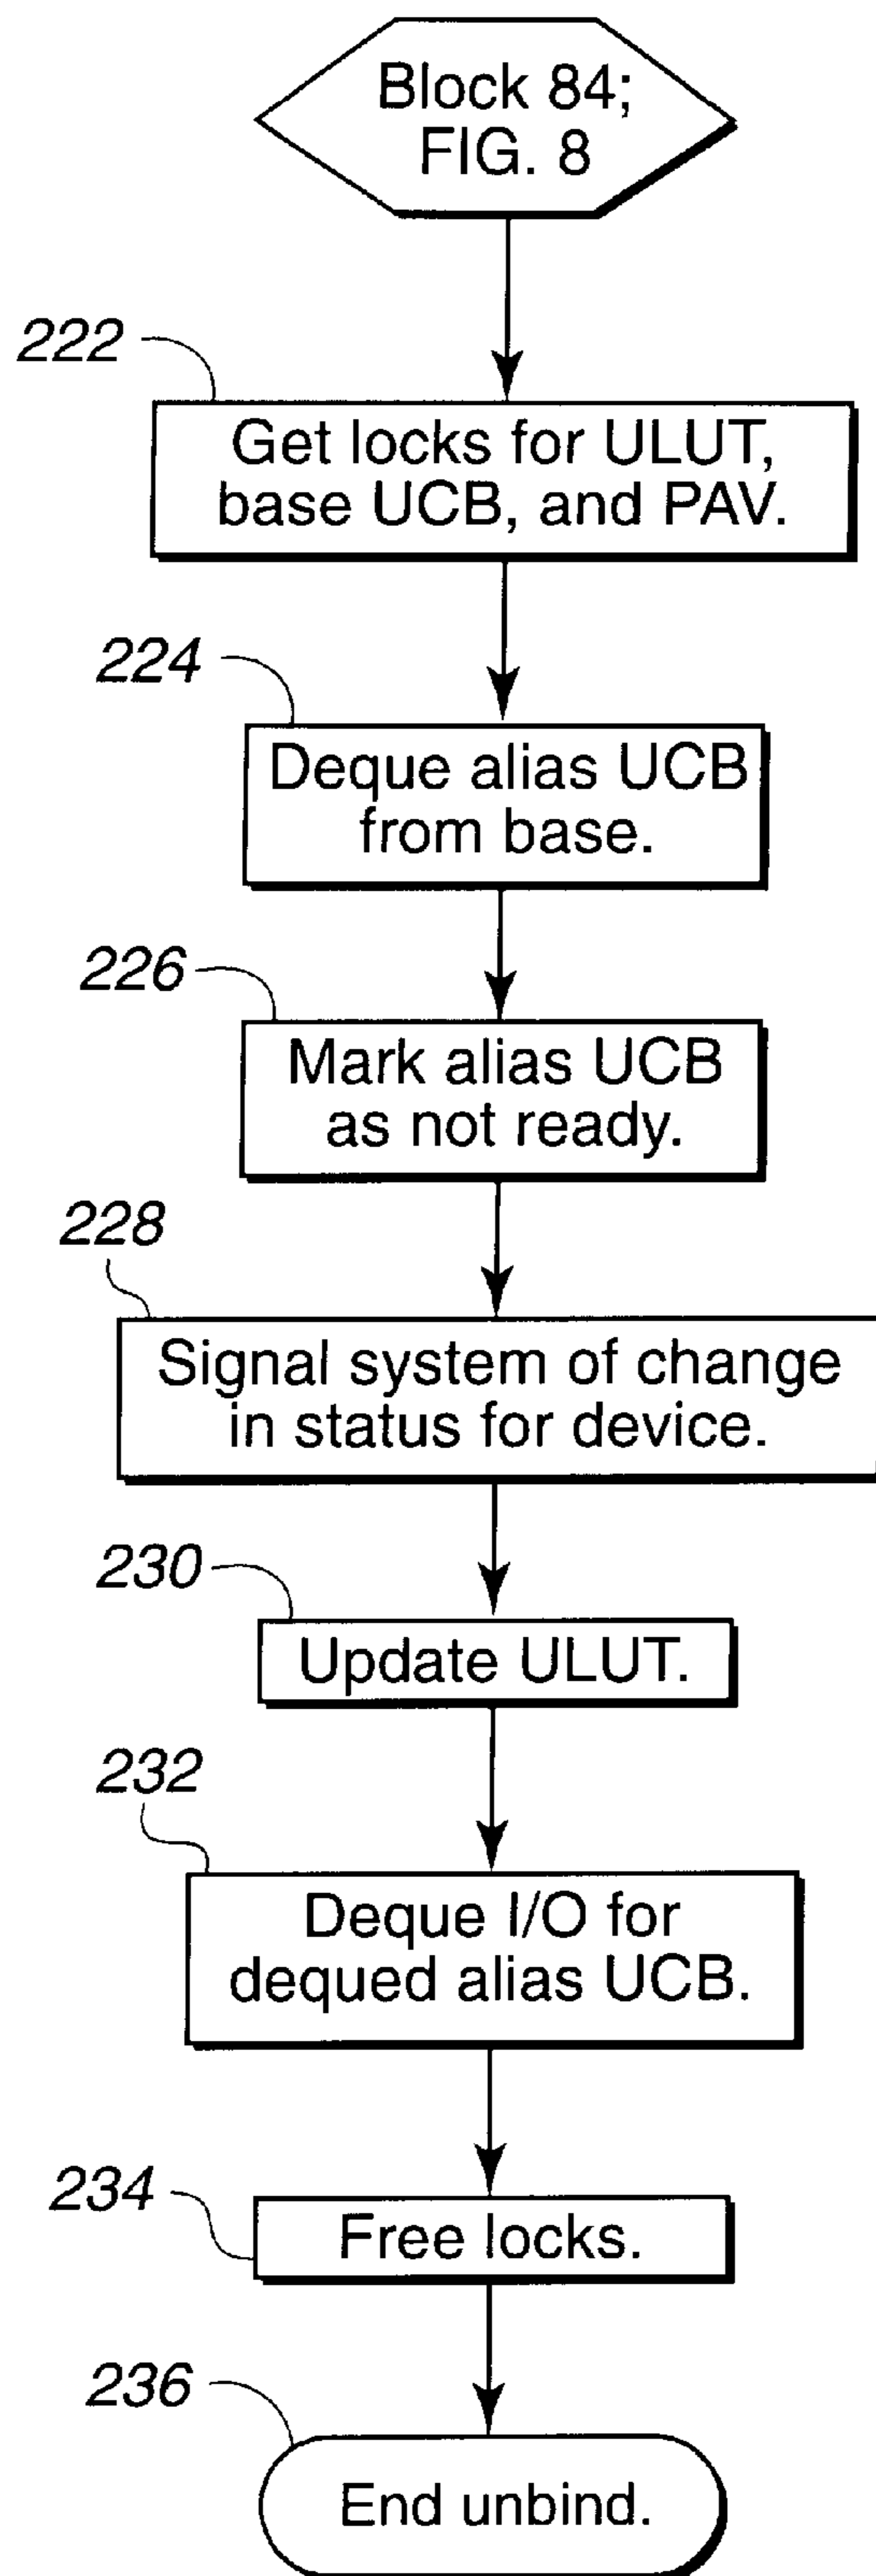 Block 84;
FIG. 8
222
Get locks for ULUT,
base UCB, and PAV.
224
Deque alias UCB
from base.
226
Mark alias UCB
as not ready.
228
Signal system of change
in status for device.
230
Update ULUT.
232
Deque I/O for
dequed alias UCB.
234
Free locks.
236
End unbind.